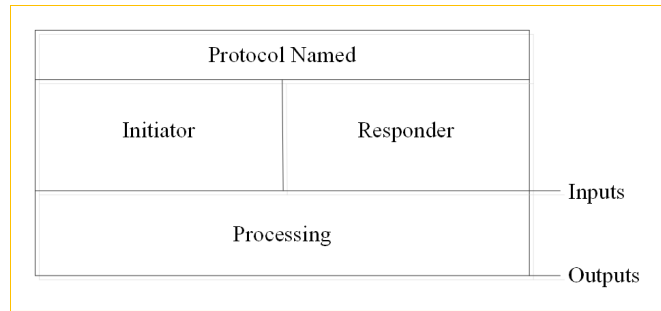 Protocol Named
Initiator
Responder
Inputs
Processing
Outputs